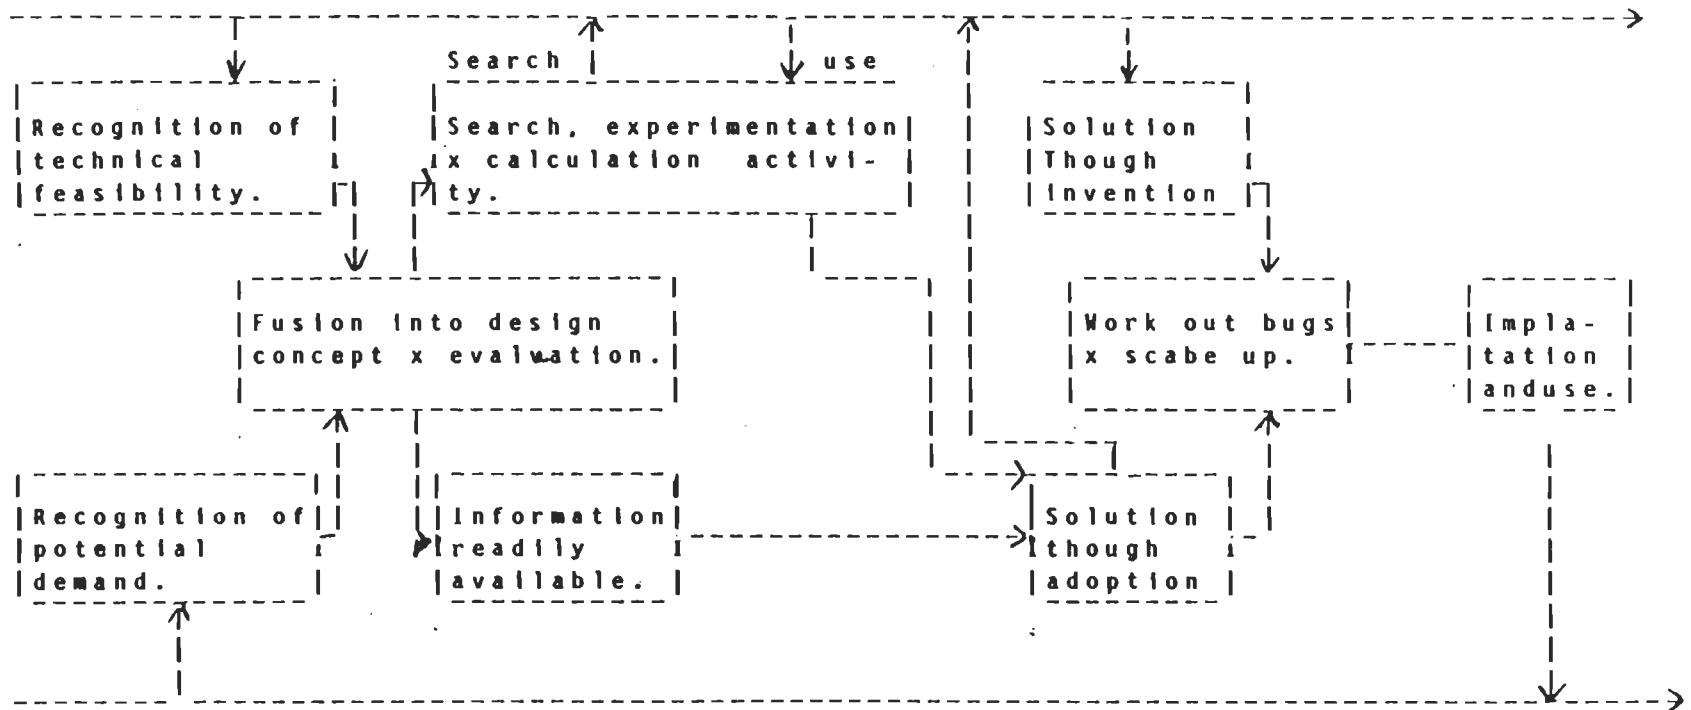 Search
use
Recognition of
technical
feasibility.
Search, experimentation
x calculation activi-
ty.
Solution
Though
invention
Fusion into design
concept x evaluation.
Work out bugs
x scabe up.
Impla-
tation
anduse.
Recognition of
potential
demand.
Information
readily
available.
Solution
though
adoption